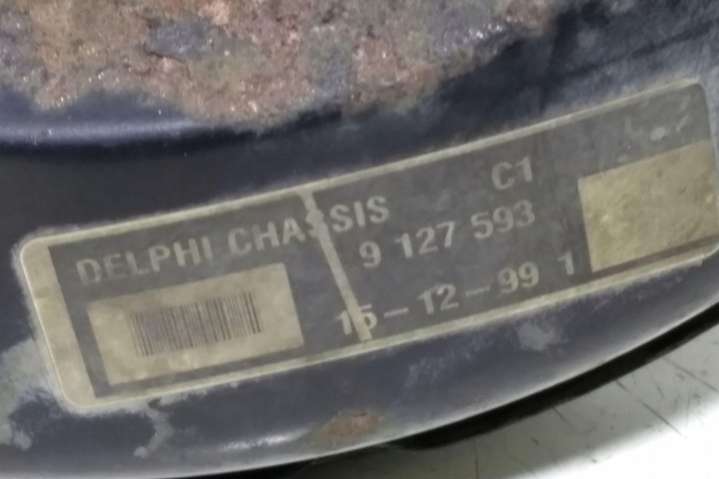 DELPHI CHASSIS C1
9 127 593
15-12-99 1